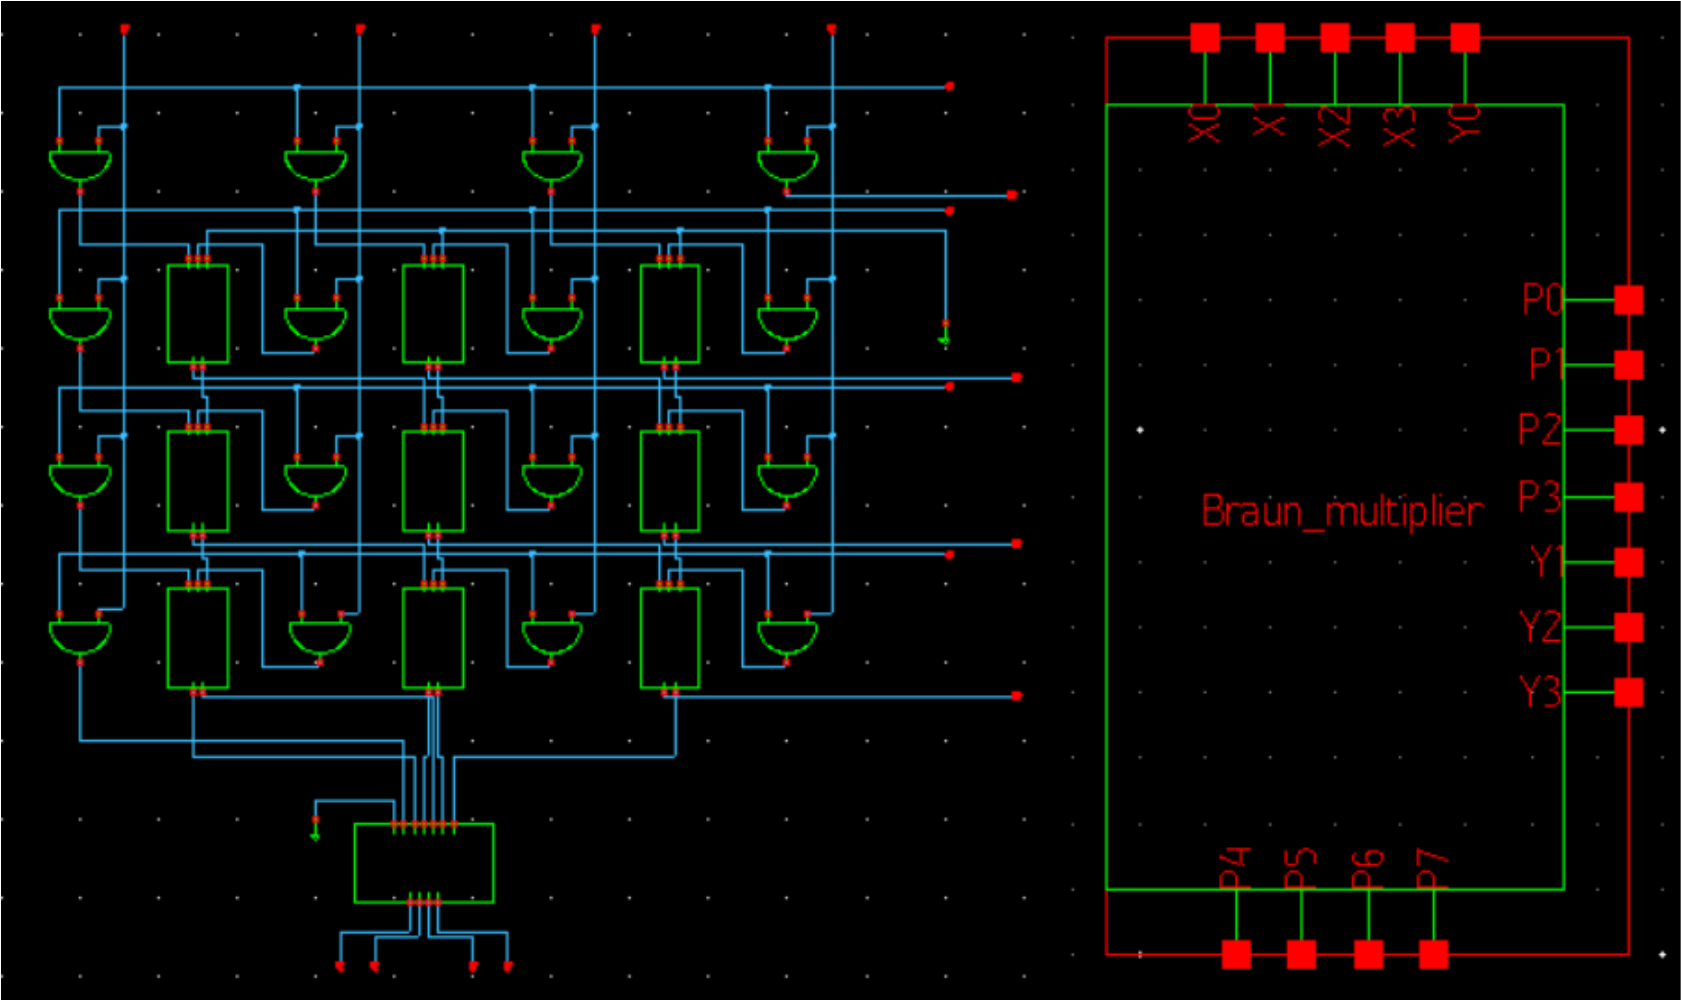 X0 X1 X2 X3 Y0
P0
P1
P2
P3
Braun_multiplier
Y1
Y2
Y3
P4 P5 P6 P7